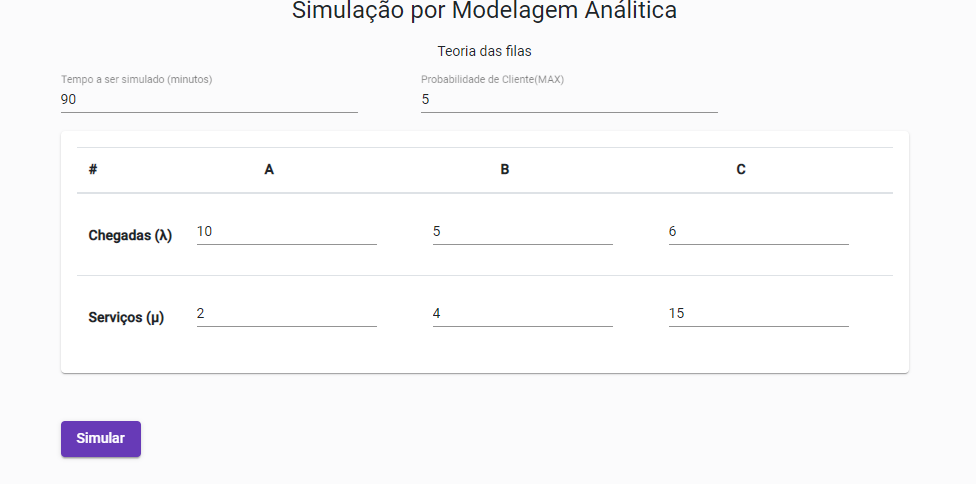 Simulação por Modelagem Análitica
Teoria das filas
Tempo a ser simulado (minutos) Probabilidade de Cliente(MAX)
90 5
# A B C
Chegadas (λ) 10 5 6
Serviços (μ) 2 4 15
Simular